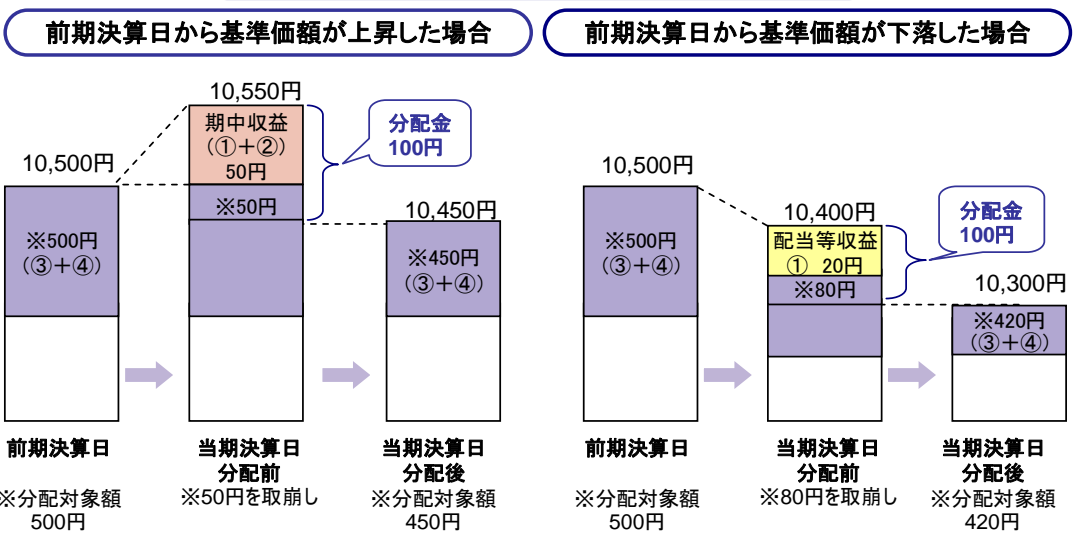 前期決算日から基準価額が上昇した場合
10,550円
期中収益
(①+②)
50円
分配金
100円
10,500円
※50円
10,450円
※500円
(③+④)
※450円
(③+④)
前期決算日
当期決算日
分配前
当期決算日
分配後
※分配対象額
500円
※50円を取崩し
※分配対象額
450円
前期決算日から基準価額が下落した場合
10,500円
10,400円
分配金
100円
※500円
(③+④)
配当等収益
① 20円
※80円
10,300円
※420円
(③+④)
前期決算日
当期決算日
分配前
当期決算日
分配後
※分配対象額
500円
※80円を取崩し
※分配対象額
420円